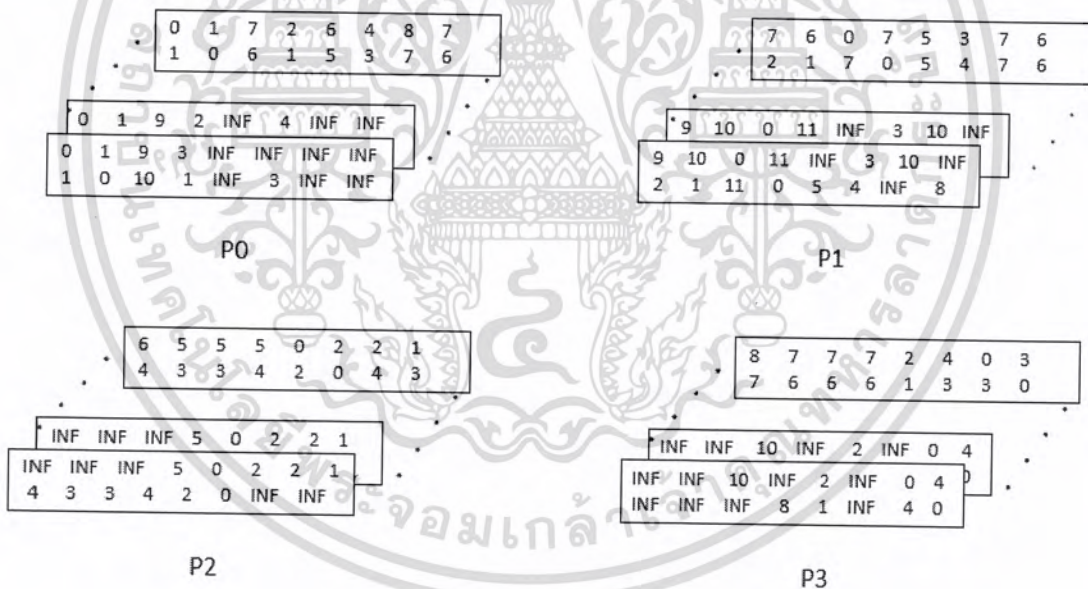 0 1 7 2 6 4 8 7
1 0 6 1 5 3 7 6
0 1 9 2 INF 4 INF INF
0 1 9 3 INF INF INF INF
1 0 10 1 INF 3 INF INF
P0
7 6 0 7 5 3 7 6
2 1 7 0 5 4 7 6
9 10 0 11 INF 3 10 INF
9 10 0 11 INF 3 10 INF
2 1 11 0 5 4 INF 8
P1
6 5 5 5 0 2 2 1
4 3 3 4 2 0 4 3
INF INF INF 5 0 2 2 1
INF INF INF 5 0 2 2 1
4 3 3 4 2 0 INF INF
P2
8 7 7 7 2 4 0 3
7 6 6 6 1 3 3 0
INF INF 10 INF 2 INF 0 4
INF INF 10 INF 2 INF 0 4
INF INF INF 8 1 INF 4 0
P3